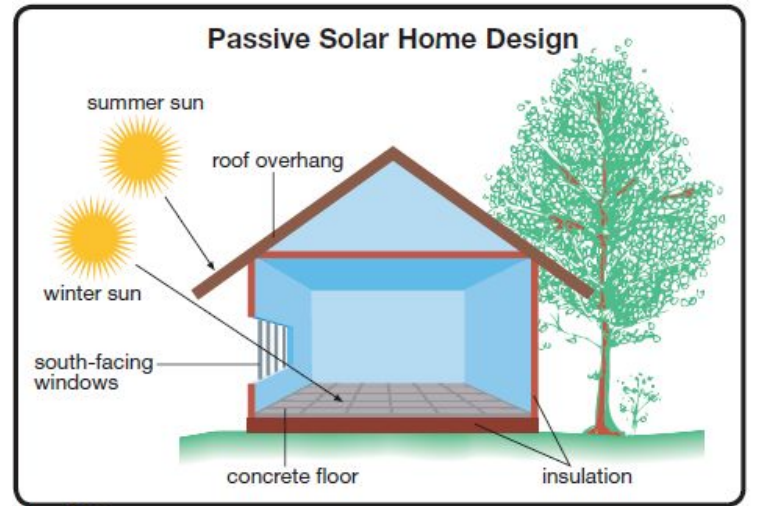 Passive Solar Home Design
summer sun
roof overhang
winter sun
south-facing
windows
concrete floor
insulation